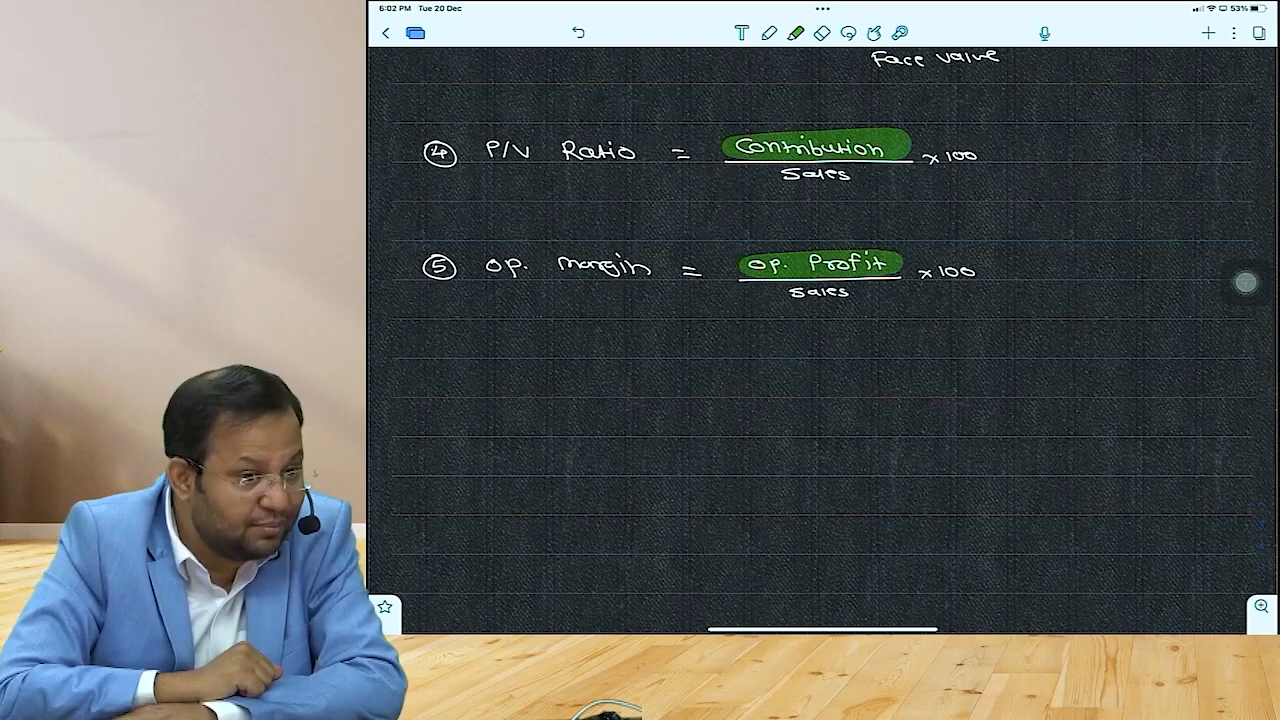 6:02 PM Tue 20 Dec
53%
Face value
④ P/V Ratio = Contribution / Sales × 100
⑤ op. margin = op. Profit / Sales × 100